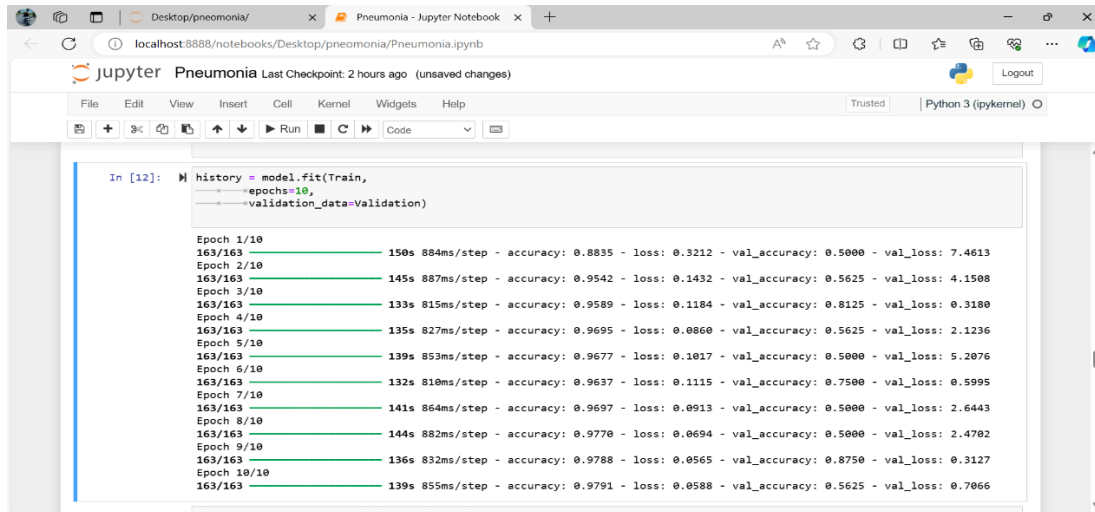 Desktop/pneomonia/
Pneumonia - Jupyter Notebook
localhost:8888/notebooks/Desktop/pneomonia/Pneumonia.ipynb
jupyter Pneumonia Last Checkpoint: 2 hours ago (unsaved changes)
Logout
File Edit View Insert Cell Kernel Widgets Help
Trusted
Python 3 (ipykernel)
Run
Code
In [12]:
history = model.fit(Train,
epochs=10,
validation_data=Validation)
Epoch 1/10
163/163 150s 884ms/step - accuracy: 0.8835 - loss: 0.3212 - val_accuracy: 0.5000 - val_loss: 7.4613
Epoch 2/10
163/163 145s 887ms/step - accuracy: 0.9542 - loss: 0.1432 - val_accuracy: 0.5625 - val_loss: 4.1508
Epoch 3/10
163/163 133s 815ms/step - accuracy: 0.9589 - loss: 0.1184 - val_accuracy: 0.8125 - val_loss: 0.3180
Epoch 4/10
163/163 135s 827ms/step - accuracy: 0.9695 - loss: 0.0860 - val_accuracy: 0.5625 - val_loss: 2.1236
Epoch 5/10
163/163 139s 853ms/step - accuracy: 0.9677 - loss: 0.1017 - val_accuracy: 0.5000 - val_loss: 5.2076
Epoch 6/10
163/163 132s 810ms/step - accuracy: 0.9637 - loss: 0.1115 - val_accuracy: 0.7500 - val_loss: 0.5995
Epoch 7/10
163/163 141s 864ms/step - accuracy: 0.9697 - loss: 0.0913 - val_accuracy: 0.5000 - val_loss: 2.6443
Epoch 8/10
163/163 144s 882ms/step - accuracy: 0.9770 - loss: 0.0694 - val_accuracy: 0.5000 - val_loss: 2.4702
Epoch 9/10
163/163 136s 832ms/step - accuracy: 0.9788 - loss: 0.0565 - val_accuracy: 0.8750 - val_loss: 0.3127
Epoch 10/10
163/163 139s 855ms/step - accuracy: 0.9791 - loss: 0.0588 - val_accuracy: 0.5625 - val_loss: 0.7066